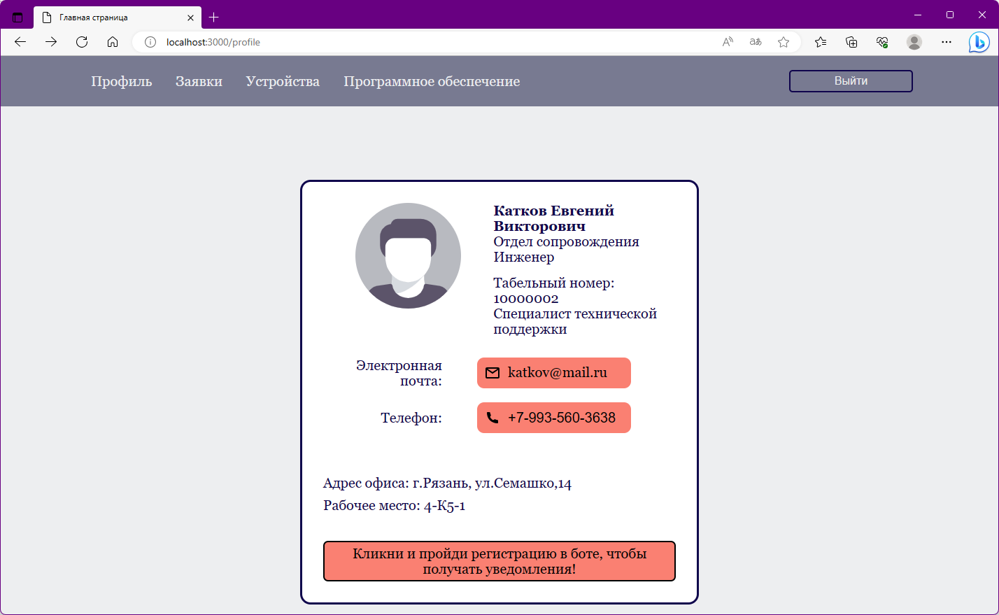 Главная страница
localhost:3000/profile
Профиль Заявки Устройства Программное обеспечение Выйти
Катков Евгений
Викторович
Отдел сопровождения
Инженер
Табельный номер:
10000002
Специалист технической
поддержки
Электронная
почта:
katkov@mail.ru
Телефон:
+7-993-560-3638
Адрес офиса: г.Рязань, ул.Семашко,14
Рабочее место: 4-К5-1
Кликни и пройди регистрацию в боте, чтобы
получать уведомления!